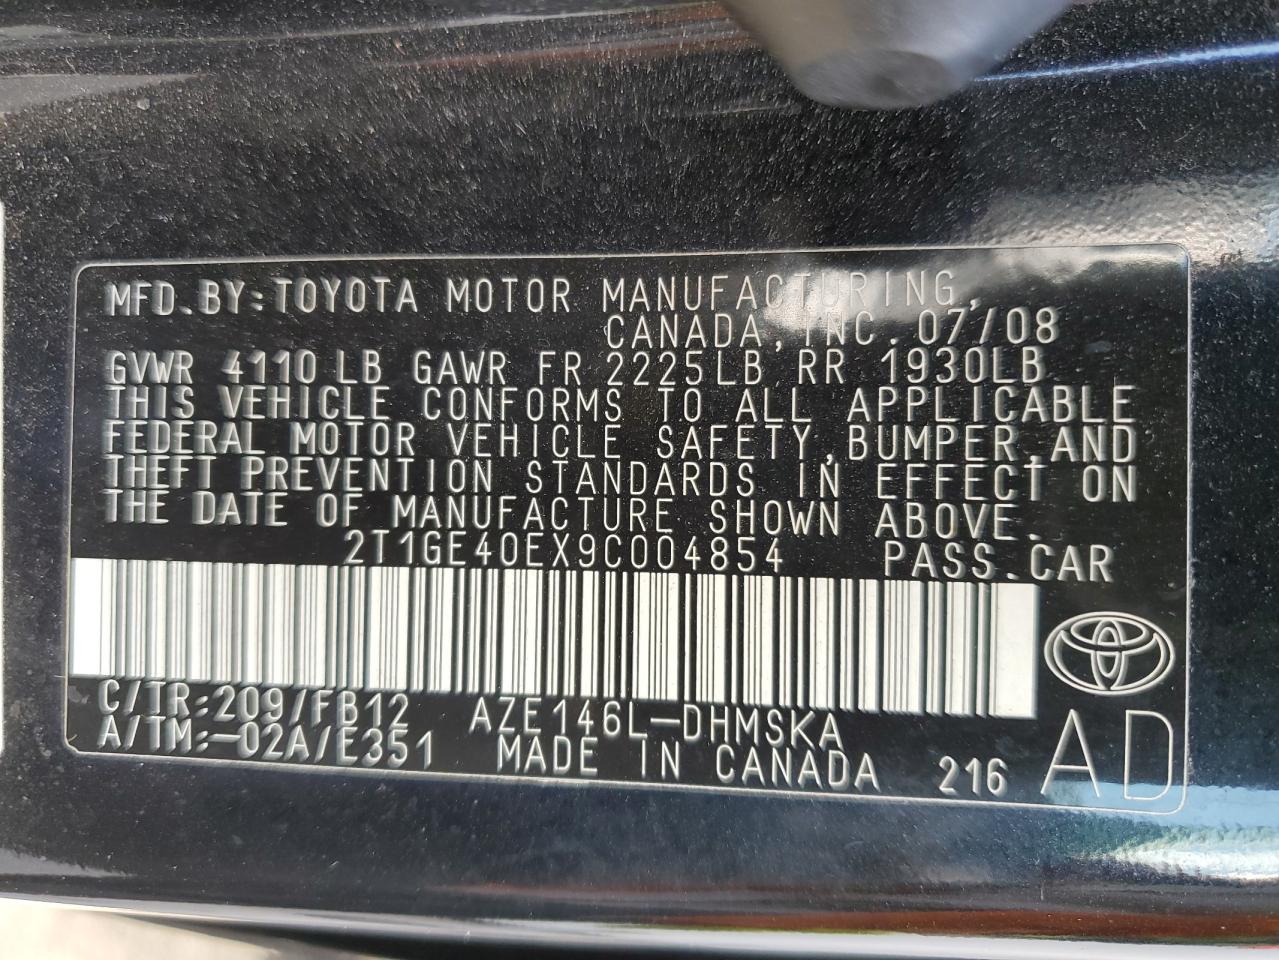 MFD. BY: TOYOTA MOTOR MANUFACTURING,
CANADA, INC. 07/08
GVWR 4110 LB GAWR FR 2225LB RR 1930LB
THIS VEHICLE CONFORMS TO ALL APPLICABLE
FEDERAL MOTOR VEHICLE SAFETY, BUMPER, AND
THEFT PREVENTION STANDARDS IN EFFECT ON
THE DATE OF MANUFACTURE SHOWN ABOVE.
2T1GE40EX9C004854 PASS. CAR
C/TR: 209/FB12 AZE146L-DHMSKA
A/TM: -02A/E351 MADE IN CANADA 216 AD